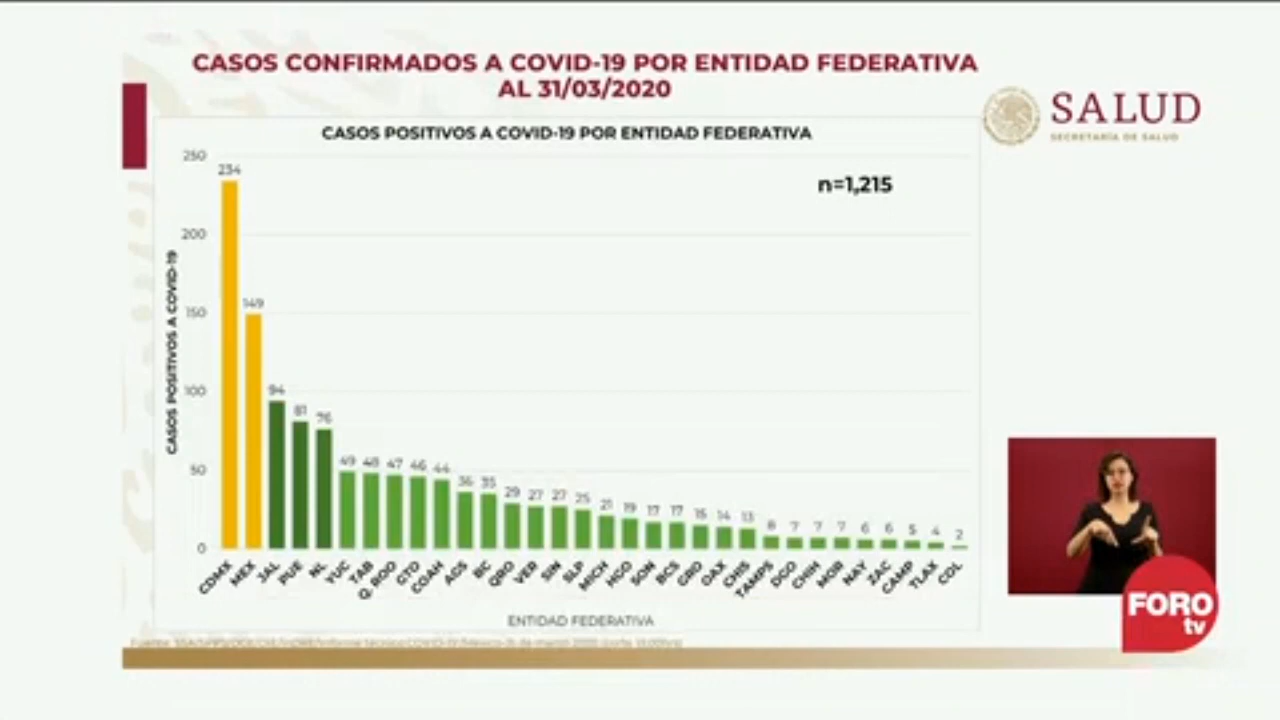 CASOS CONFIRMADOS A COVID-19 POR ENTIDAD FEDERATIVA
AL 31/03/2020
SALUD
SECRETARÍA DE SALUD
CASOS POSITIVOS A COVID-19 POR ENTIDAD FEDERATIVA
n=1,215
CASOS POSITIVOS A COVID-19
250
200
150
100
50
0
234
149
94
81
76
49
48
47
46
44
36
35
29
27
27
25
21
19
17
17
15
14
13
8
7
7
7
6
6
5
4
2
CDMX
MEX
JAL
PUE
NL
YUC
TAB
Q. ROO
GTO
COAH
AGS
BC
QRO
VER
SIN
SLP
MICH
HGO
SON
BCS
GRO
OAX
CHIS
TAMPS
DGO
CHIH
MOR
NAY
ZAC
CAMP
TLAX
COL
ENTIDAD FEDERATIVA
FORO
tv